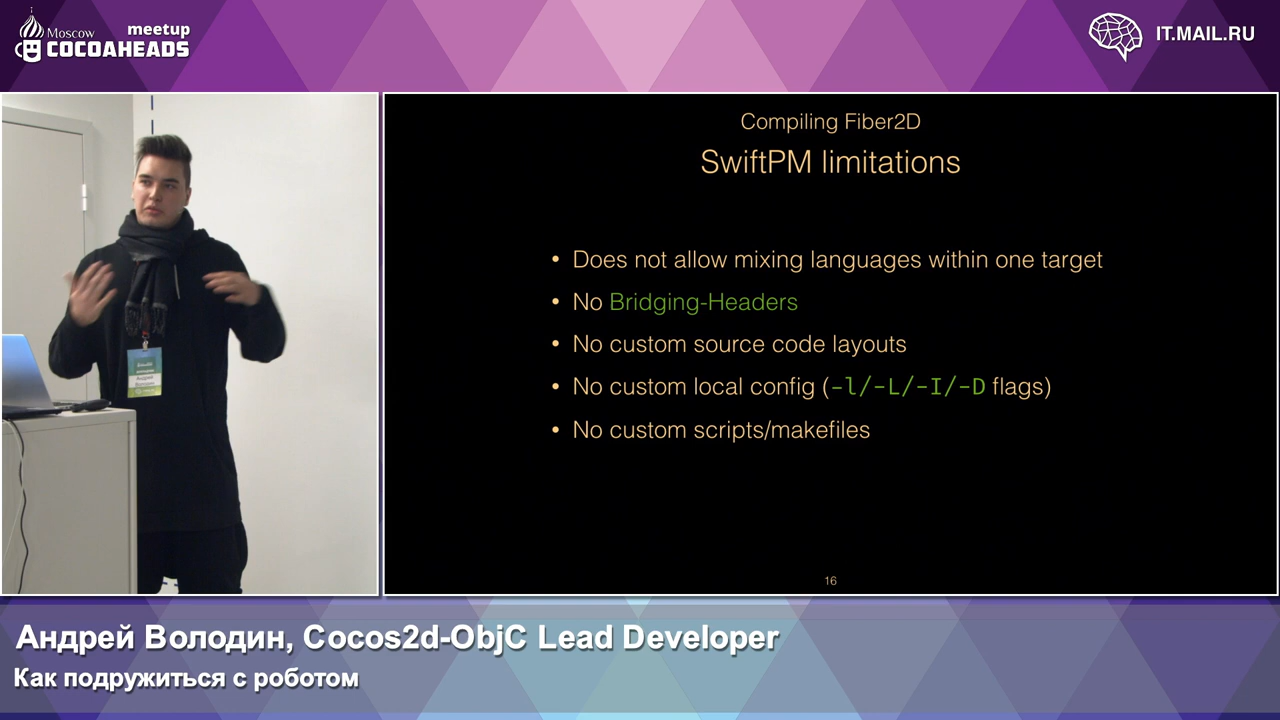 Moscow
meetup
COCOAHEADS
IT.MAIL.RU
Compiling Fiber2D
SwiftPM limitations
• Does not allow mixing languages within one target
• No Bridging-Headers
• No custom source code layouts
• No custom local config (-l/-L/-I/-D flags)
• No custom scripts/makefiles
16
Андрей
Володин
Андрей Володин, Cocos2d-ObjC Lead Developer
Как подружиться с роботом